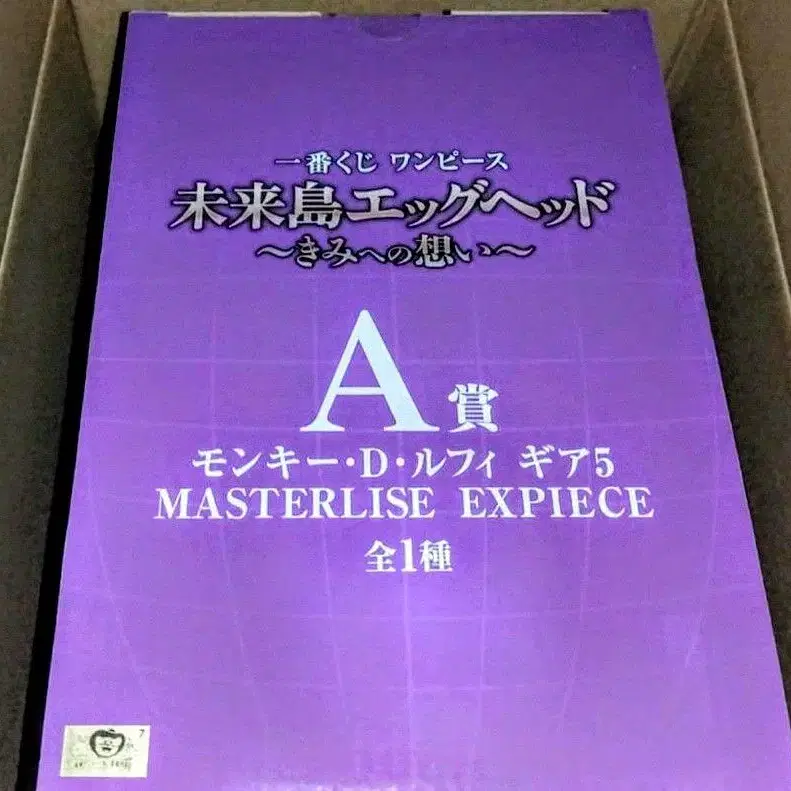 一番くじ ワンピース
未来島エッグヘッド
～きみへの想い～
A賞
モンキー・D・ルフィ ギア5
MASTERLISE EXPIECE
全1種
7